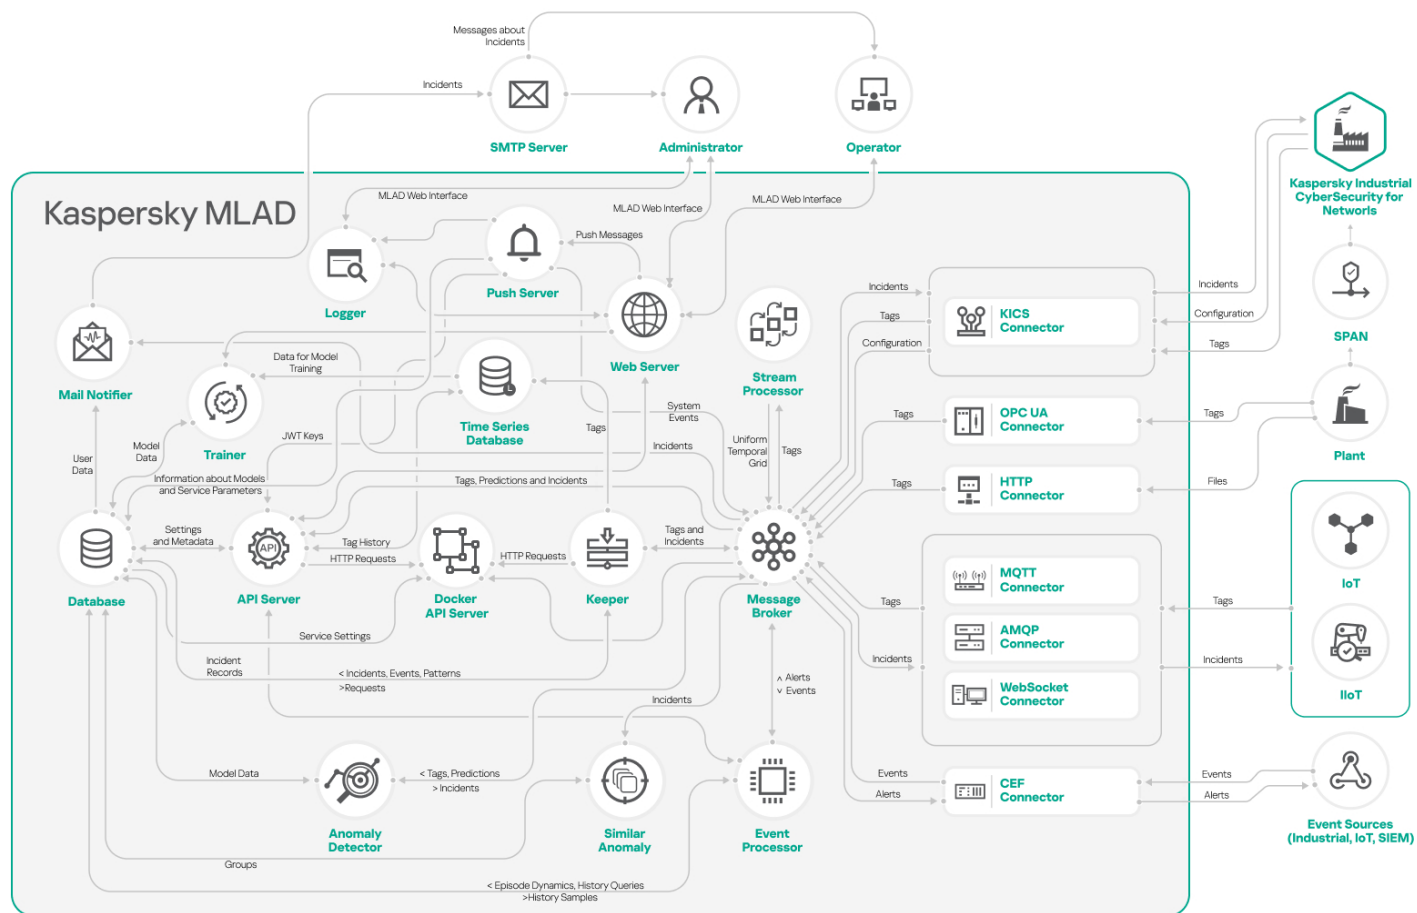 Messages about
Incidents
Incidents
SMTP Server
Administrator
Operator
Kaspersky Industrial
CyberSecurity for
Networls
Kaspersky MLAD
MLAD Web Interface
MLAD Web Interface
MLAD Web Interface
Push Messages
Push Server
Logger
Incidents
KICS
Connector
Incidents
Tags
Configuration
Configuration
Tags
SPAN
Mail Notifier
Data for Model
Training
Web Server
Stream
Processor
Trainer
Time Series
Database
System
Events
Tags
OPC UA
Connector
Tags
Plant
User
Data
Model
Data
JWT Keys
Tags
Incidents
Uniform
Temporal
Grid
Tags
Information about Models
and Service Parameters
Tags, Predictions and Incidents
Tags
HTTP
Connector
Files
Settings
and Metadata
API
Tag History
HTTP Requests
HTTP Requests
Tags and
Incidents
IoT
Database
API Server
Docker
API Server
Keeper
Message
Broker
MQTT
Connector
Tags
Tags
AMQP
Connector
Service Settings
Incident
Records
< Incidents, Events, Patterns
>Requests
Incidents
˄ Alerts
˅ Events
Incidents
WebSocket
Connector
Incidents
IIoT
Model Data
< Tags, Predictions
> Incidents
Events
Alerts
CEF
Connector
Events
Alerts
Anomaly
Detector
Similar
Anomaly
Event
Processor
Event Sources
(Industrial, IoT, SIEM)
Groups
< Episode Dynamics, History Queries
>History Samples